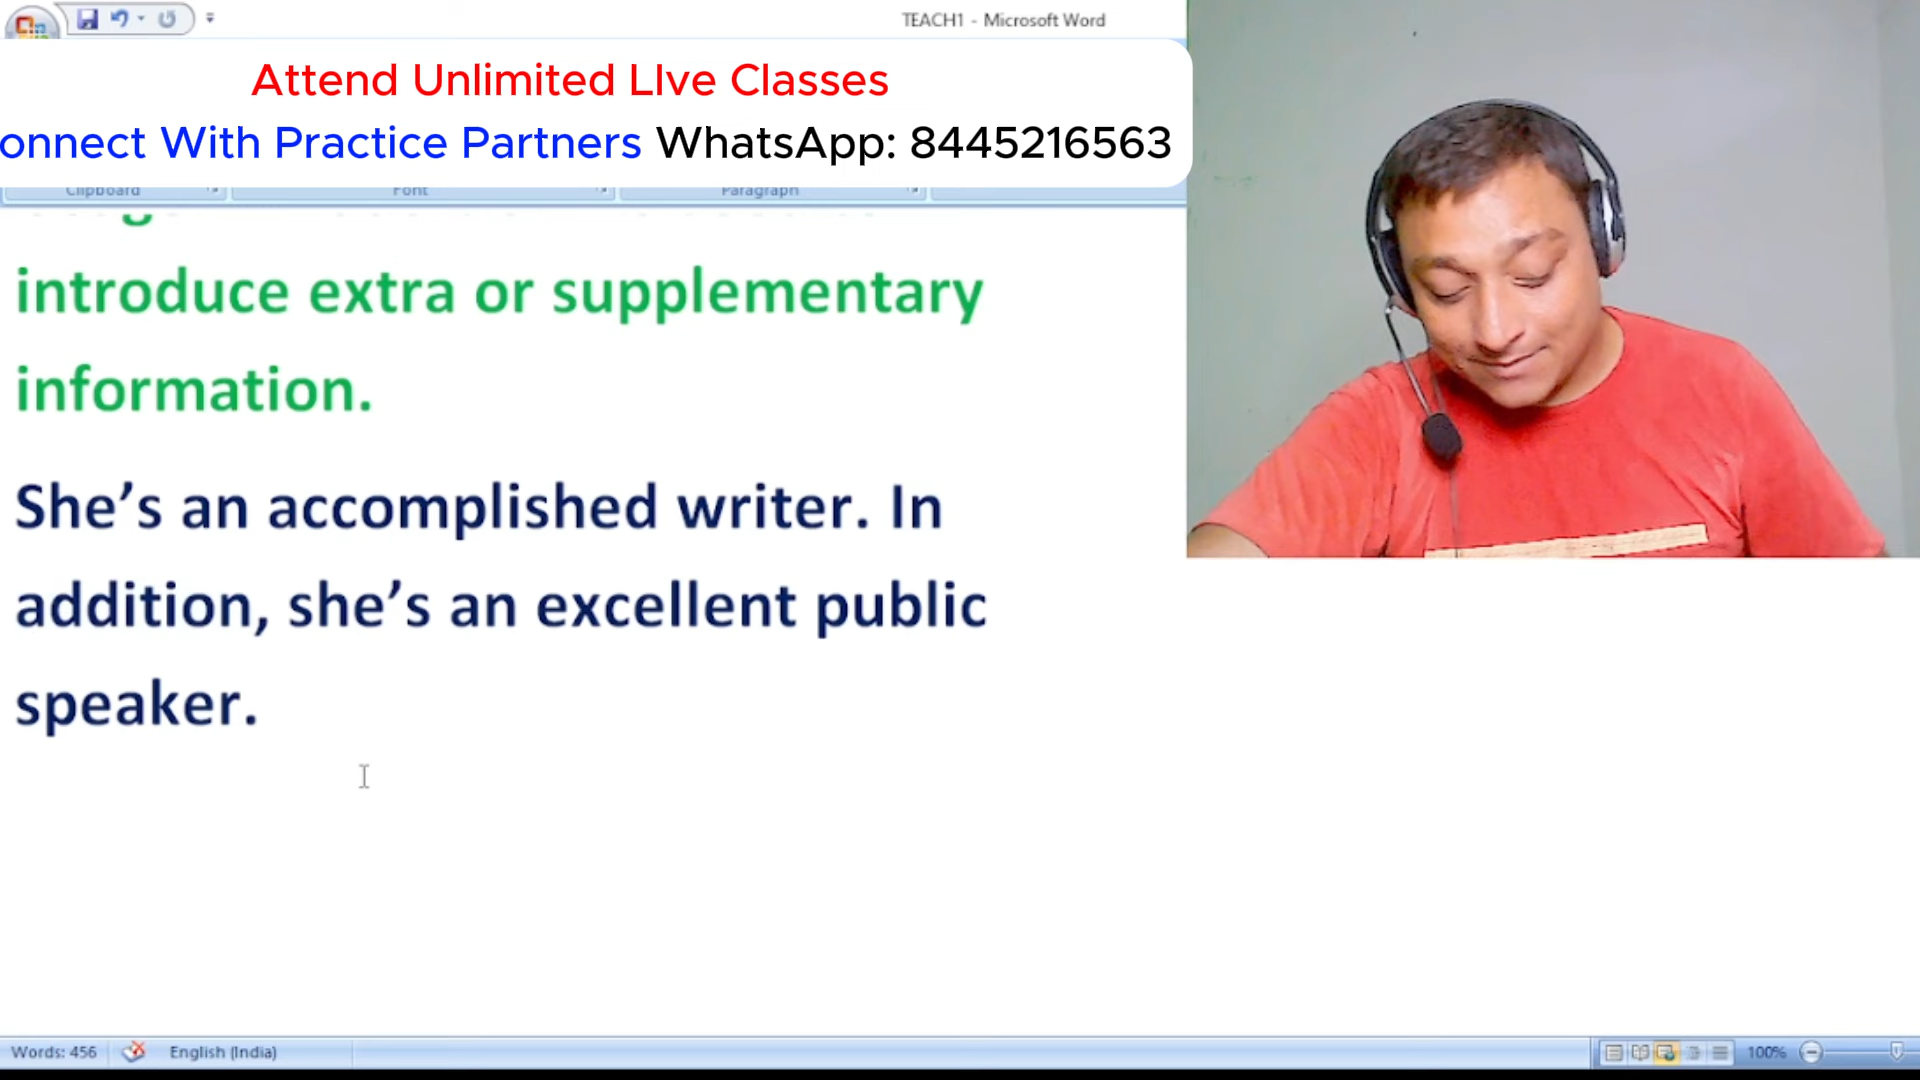 TEACH1 - Microsoft Word
Attend Unlimited LIve Classes
onnect With Practice Partners WhatsApp: 8445216563
Clipboard Font Paragraph
introduce extra or supplementary
information.
She’s an accomplished writer. In
addition, she’s an excellent public
speaker.
Words: 456 English (India) 100%